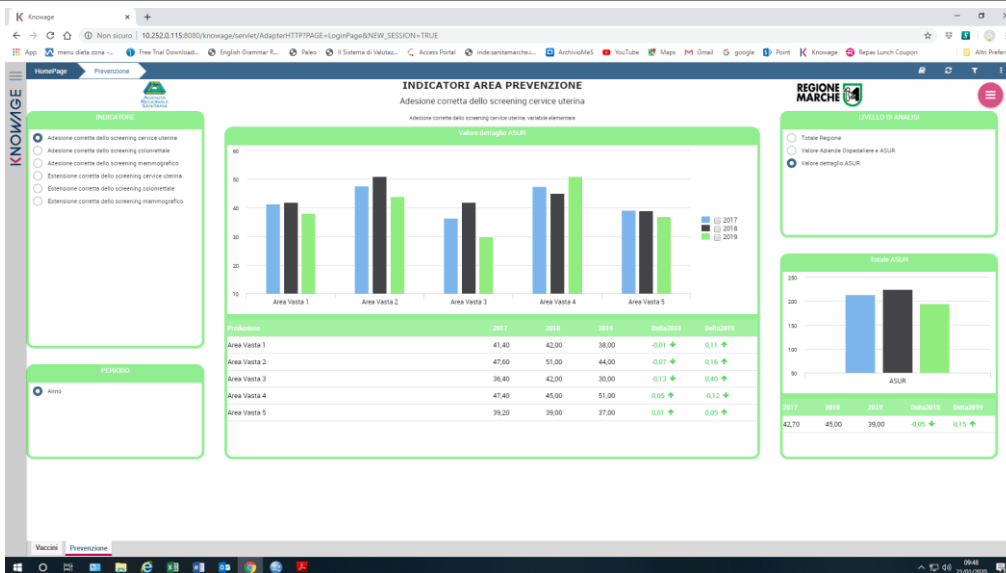 Knowage
Non sicuro | 10.252.0.115:8080/knowage/servlet/AdapterHTTP?PAGE=LoginPage&NEW_SESSION=TRUE
App menu dieta zona -... Free Trial Download... English Grammar R... Paleo Il Sistema di Valutaz... Access Portal iride.sanitamarche.i... ArchivioMeS YouTube Maps Gmail google Point Knowage Repas Lunch Coupon Altri Prefer
HomePage Prevenzione
KNOWAGE
AGENZIA
REGIONALE
SANITARIA
INDICATORI AREA PREVENZIONE
Adesione corretta dello screening cervice uterina
Adesione corretta dello screening cervice uterina, variabile elementare
REGIONE
MARCHE
INDICATORE
Adesione corretta dello screening cervice uterina
Adesione corretta dello screening colonrettale
Adesione corretta dello screening mammografico
Estensione corretta dello screening cervice uterina
Estensione corretta dello screening colonrettale
Estensione corretta dello screening mammografico
PERIODO
Anno
Valore dettaglio ASUR
60
50
40
30
20
10
Area Vasta 1 Area Vasta 2 Area Vasta 3 Area Vasta 4 Area Vasta 5
2017
2018
2019
Produzione 2017 2018 2019 Delta2018 Delta2019
Area Vasta 1 41,40 42,00 38,00 -0,01 0,11
Area Vasta 2 47,60 51,00 44,00 -0,07 0,16
Area Vasta 3 36,40 42,00 30,00 -0,13 0,40
Area Vasta 4 47,40 45,00 51,00 0,05 -0,12
Area Vasta 5 39,20 39,00 37,00 0,01 0,05
LIVELLO DI ANALISI
Totale Regione
Valore Azienda Ospedaliera e ASUR
Valore dettaglio ASUR
Totale ASUR
250
200
150
100
50
ASUR
2017 2018 2019 Delta2018 Delta2019
42,70 45,00 39,00 -0,05 0,15
Vaccini Prevenzione
09:48
21/01/2020